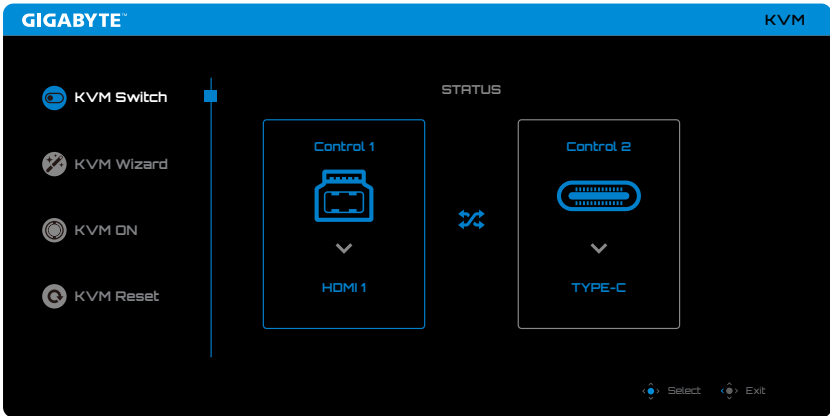 GIGABYTE™
KVM
KVM Switch
KVM Wizard
KVM ON
KVM Reset
STATUS
Control 1
HDMI 1
Control 2
TYPE-C
Select
Exit